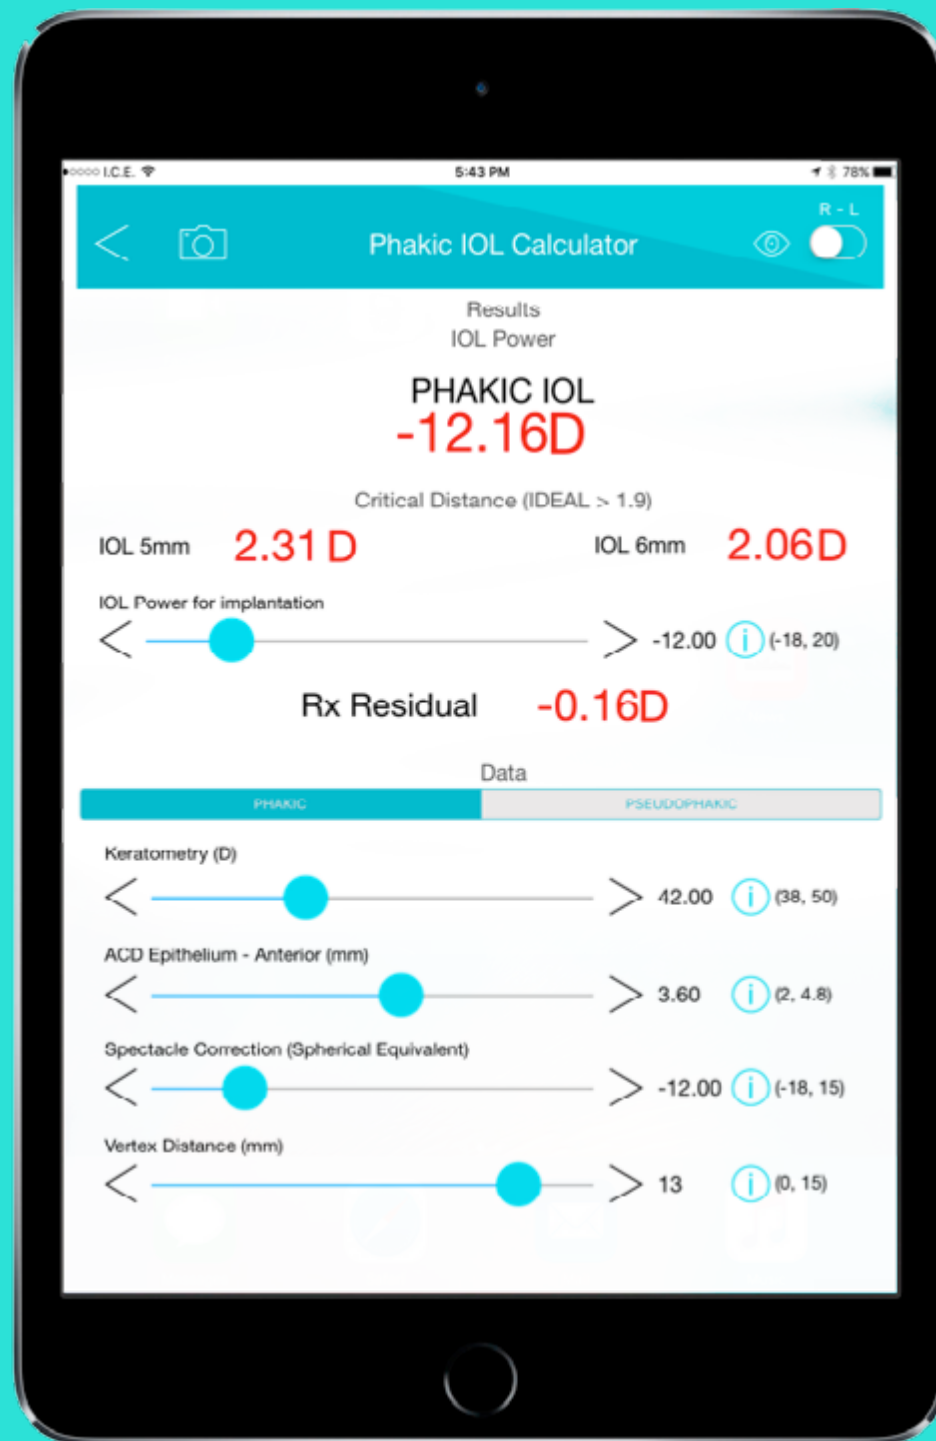 I.C.E. 5:43 PM 78%
R - L
Phakic IOL Calculator
Results
IOL Power
PHAKIC IOL
-12.16D
Critical Distance (IDEAL > 1.9)
IOL 5mm 2.31 D IOL 6mm 2.06D
IOL Power for implantation
-12.00 i (-18, 20)
Rx Residual -0.16D
Data
PHAKIC PSEUDOPHAKIC
Keratometry (D)
42.00 i (38, 50)
ACD Epithelium - Anterior (mm)
3.60 i (2, 4.8)
Spectacle Correction (Spherical Equivalent)
-12.00 i (-18, 15)
Vertex Distance (mm)
13 i (0, 15)